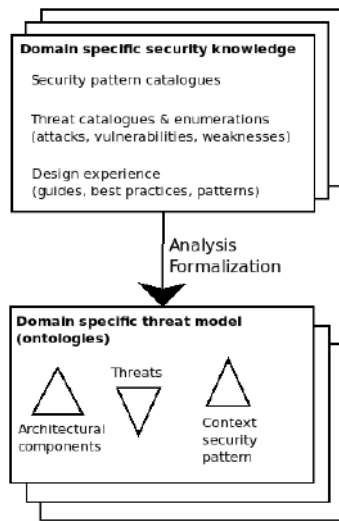 Domain specific security knowledge
Security pattern catalogues
Threat catalogues & enumerations
(attacks, vulnerabilities, weaknesses)
Design experience
(guides, best practices, patterns)
Analysis
Formalization
Domain specific threat model
(ontologies)
Threats
Architectural
components
Context
security
pattern